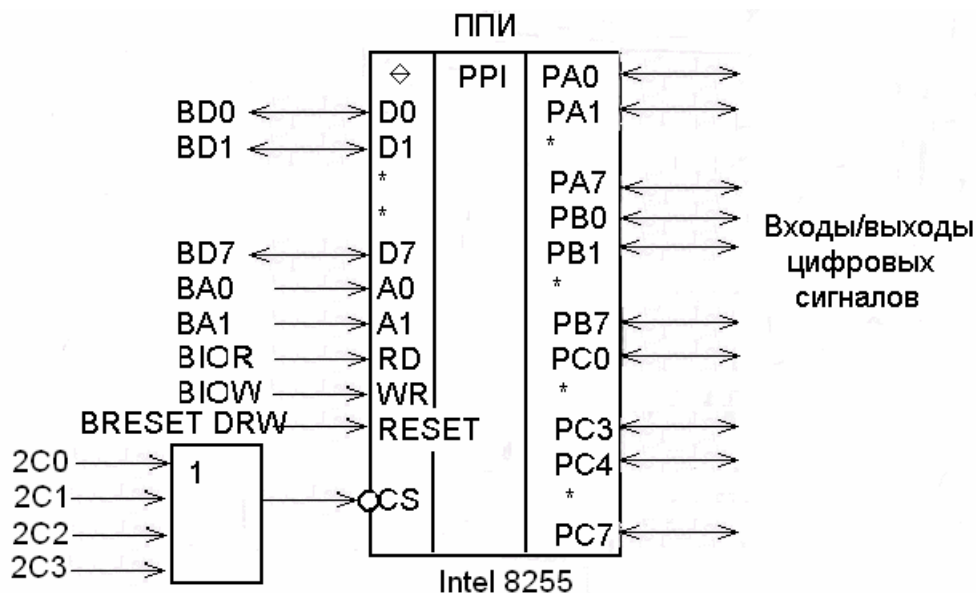 ППИ
PPI
BD0
BD1
BD7
BA0
BA1
BIOR
BIOW
BRESET DRW
2C0
2C1
2C2
2C3
1
D0
D1
*
*
D7
A0
A1
RD
WR
RESET
CS
PA0
PA1
*
PA7
PB0
PB1
*
PB7
PC0
*
PC3
PC4
*
PC7
Входы/выходы
цифровых
сигналов
Intel 8255